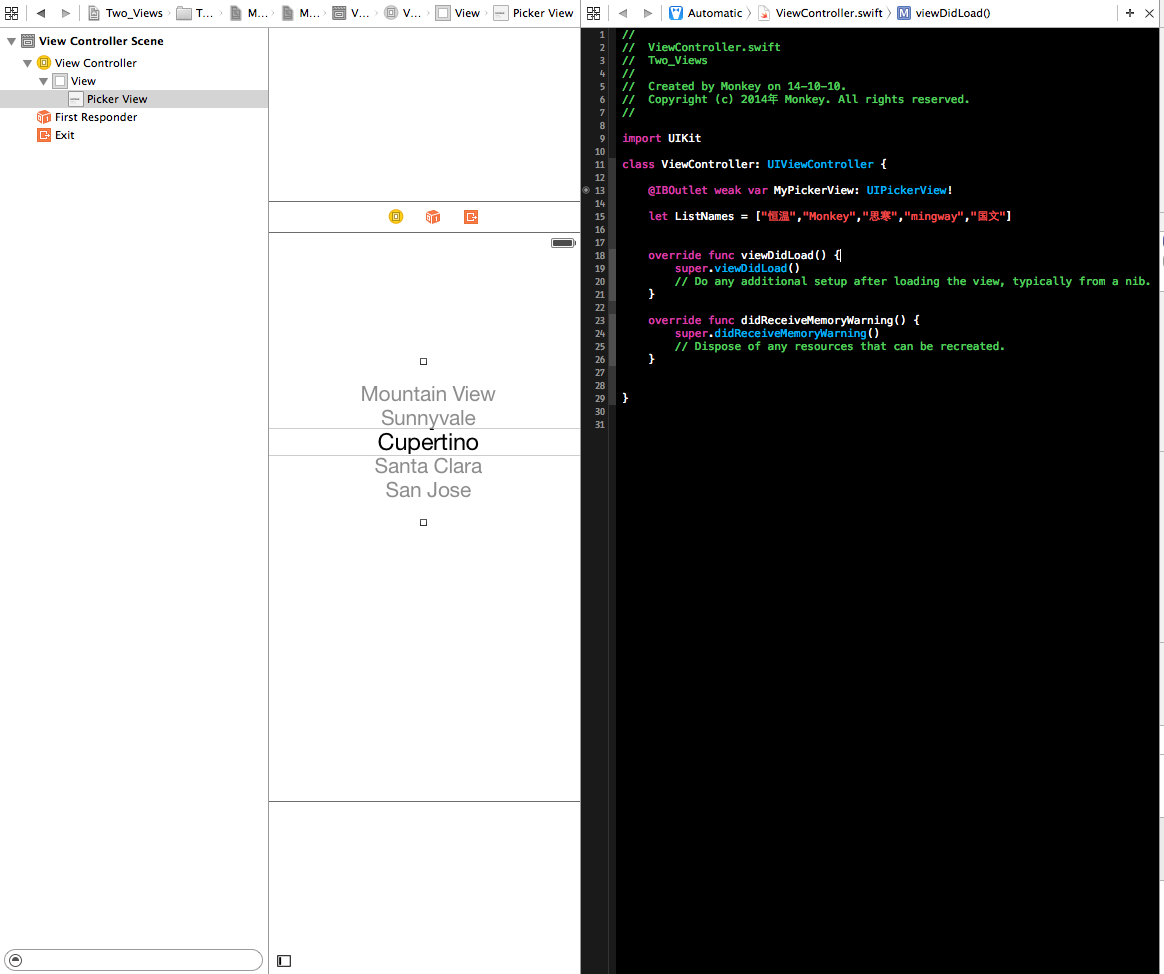 Two_Views T... M... M... V... V... View Picker View
View Controller Scene
View Controller
View
Picker View
First Responder
Exit
Mountain View
Sunnyvale
Cupertino
Santa Clara
San Jose
Automatic ViewController.swift M viewDidLoad()
1 //
2 //  ViewController.swift
3 //  Two_Views
4 //
5 //  Created by Monkey on 14-10-10.
6 //  Copyright (c) 2014年 Monkey. All rights reserved.
7 //
8
9 import UIKit
10
11 class ViewController: UIViewController {
12
13     @IBOutlet weak var MyPickerView: UIPickerView!
14
15     let ListNames = ["恒温","Monkey","思寒","mingway","国文"]
16
17
18     override func viewDidLoad() {
19         super.viewDidLoad()
20         // Do any additional setup after loading the view, typically from a nib.
21     }
22
23     override func didReceiveMemoryWarning() {
24         super.didReceiveMemoryWarning()
25         // Dispose of any resources that can be recreated.
26     }
27
28
29 }
30
31